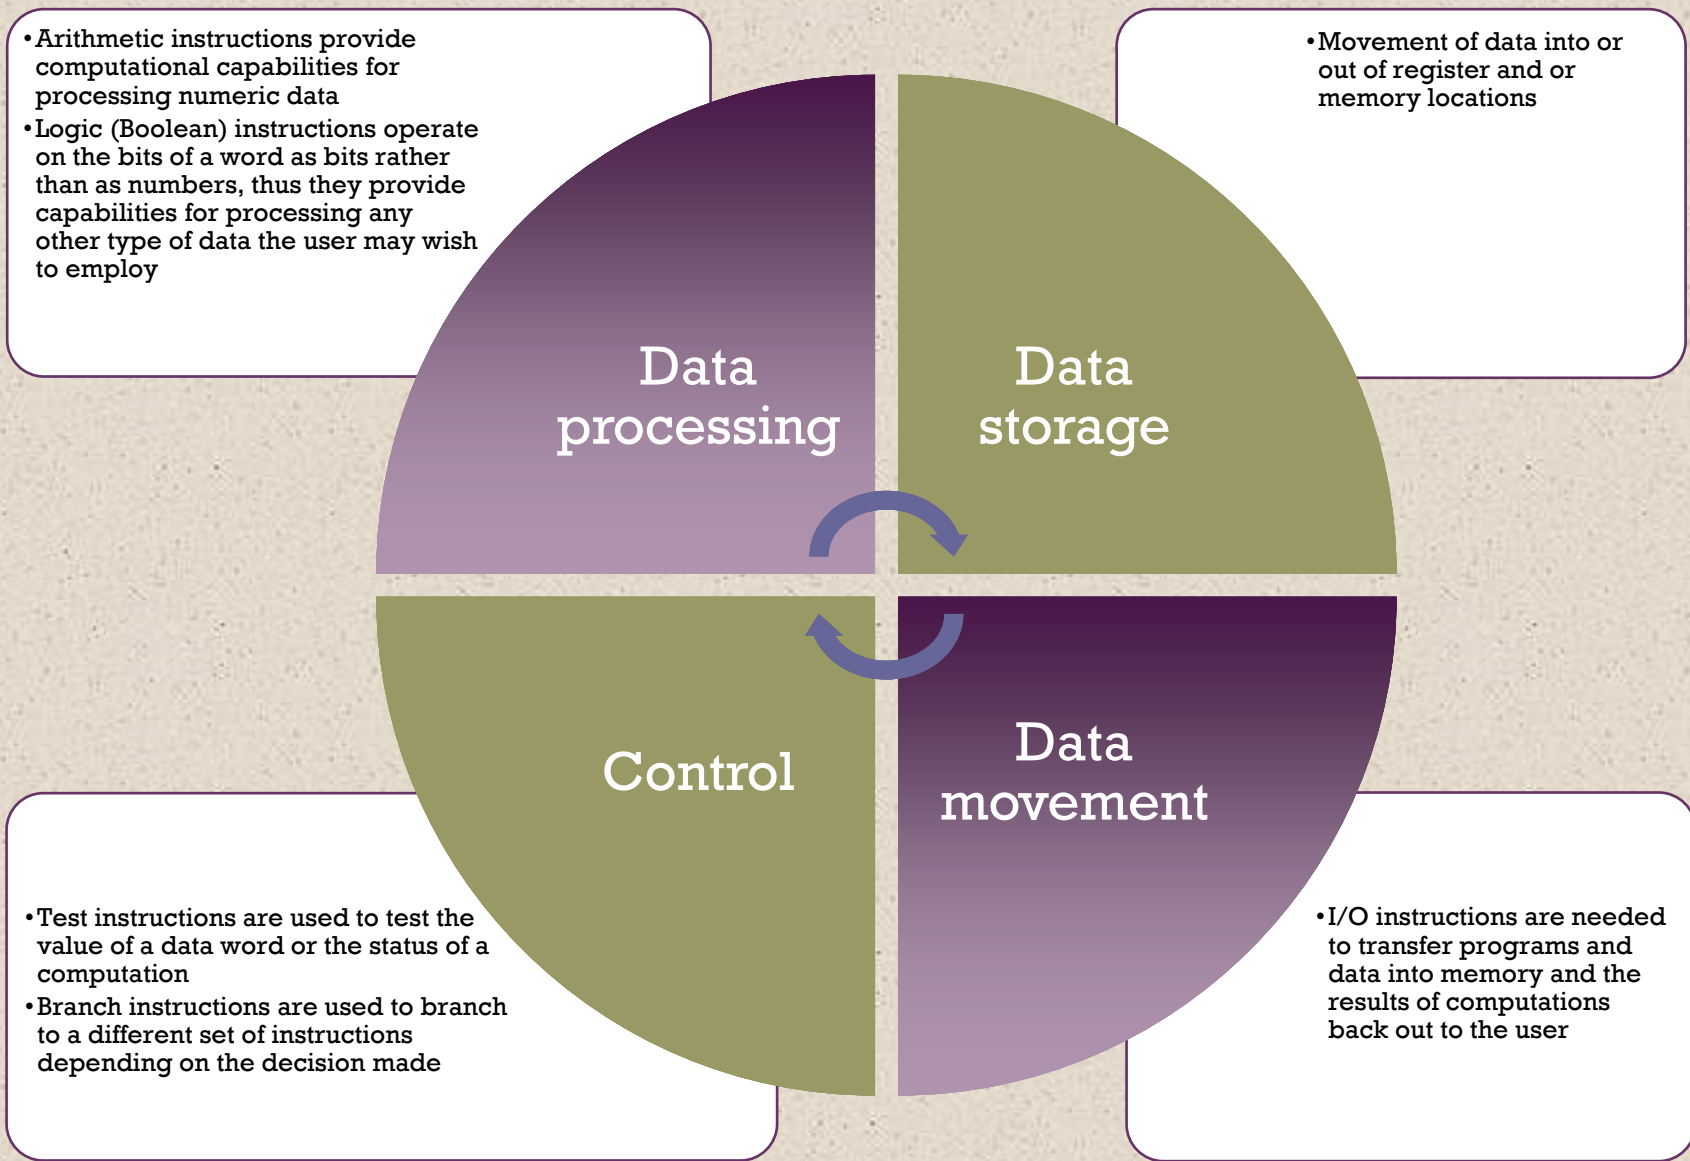 •Arithmetic instructions provide
computational capabilities for
processing numeric data
•Logic (Boolean) instructions operate
on the bits of a word as bits rather
than as numbers, thus they provide
capabilities for processing any
other type of data the user may wish
to employ
•Movement of data into or
out of register and or
memory locations
Data
processing
Data
storage
Control
Data
movement
•Test instructions are used to test the
value of a data word or the status of a
computation
•Branch instructions are used to branch
to a different set of instructions
depending on the decision made
•I/O instructions are needed
to transfer programs and
data into memory and the
results of computations
back out to the user